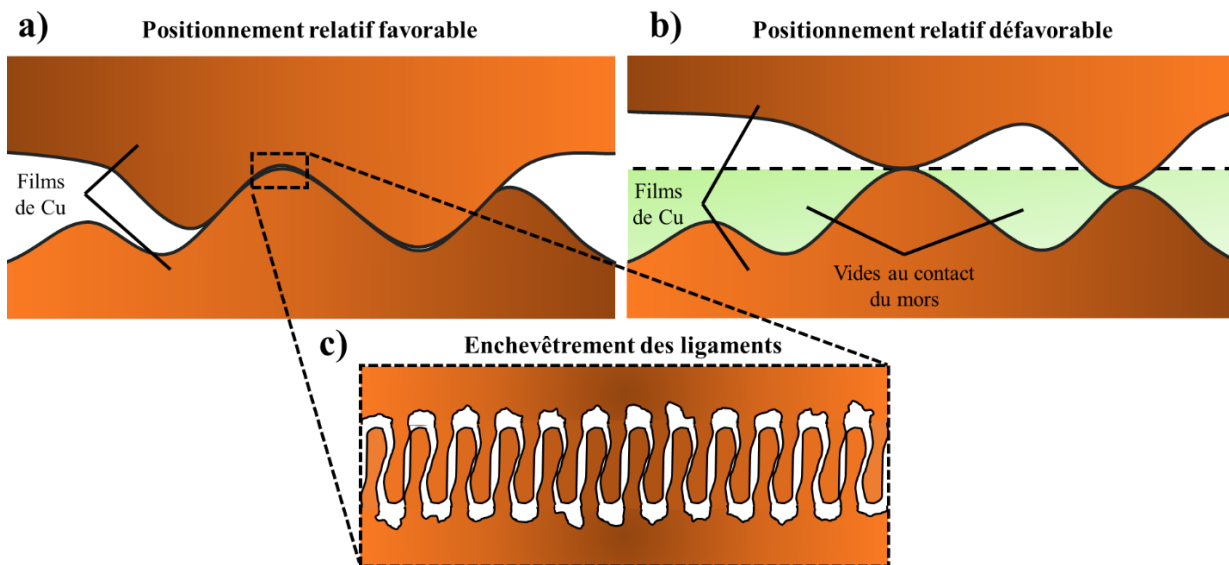 a)
Positionnement relatif favorable
b)
Positionnement relatif défavorable
Films
de Cu
Films
de Cu
Vides au contact
du mors
c)
Enchevêtrement des ligaments